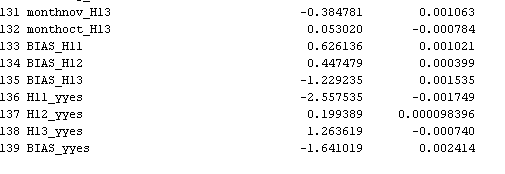 131 monthnov_H13 -0.384781 0.001063
132 monthoct_H13 0.053020 -0.000784
133 BIAS_H11 0.626136 0.001021
134 BIAS_H12 0.447479 0.000399
135 BIAS_H13 -1.229235 0.001535
136 H11_yyes -2.557535 -0.001749
137 H12_yyes 0.199389 0.000098396
138 H13_yyes 1.263619 -0.000740
139 BIAS_yyes -1.641019 0.002414